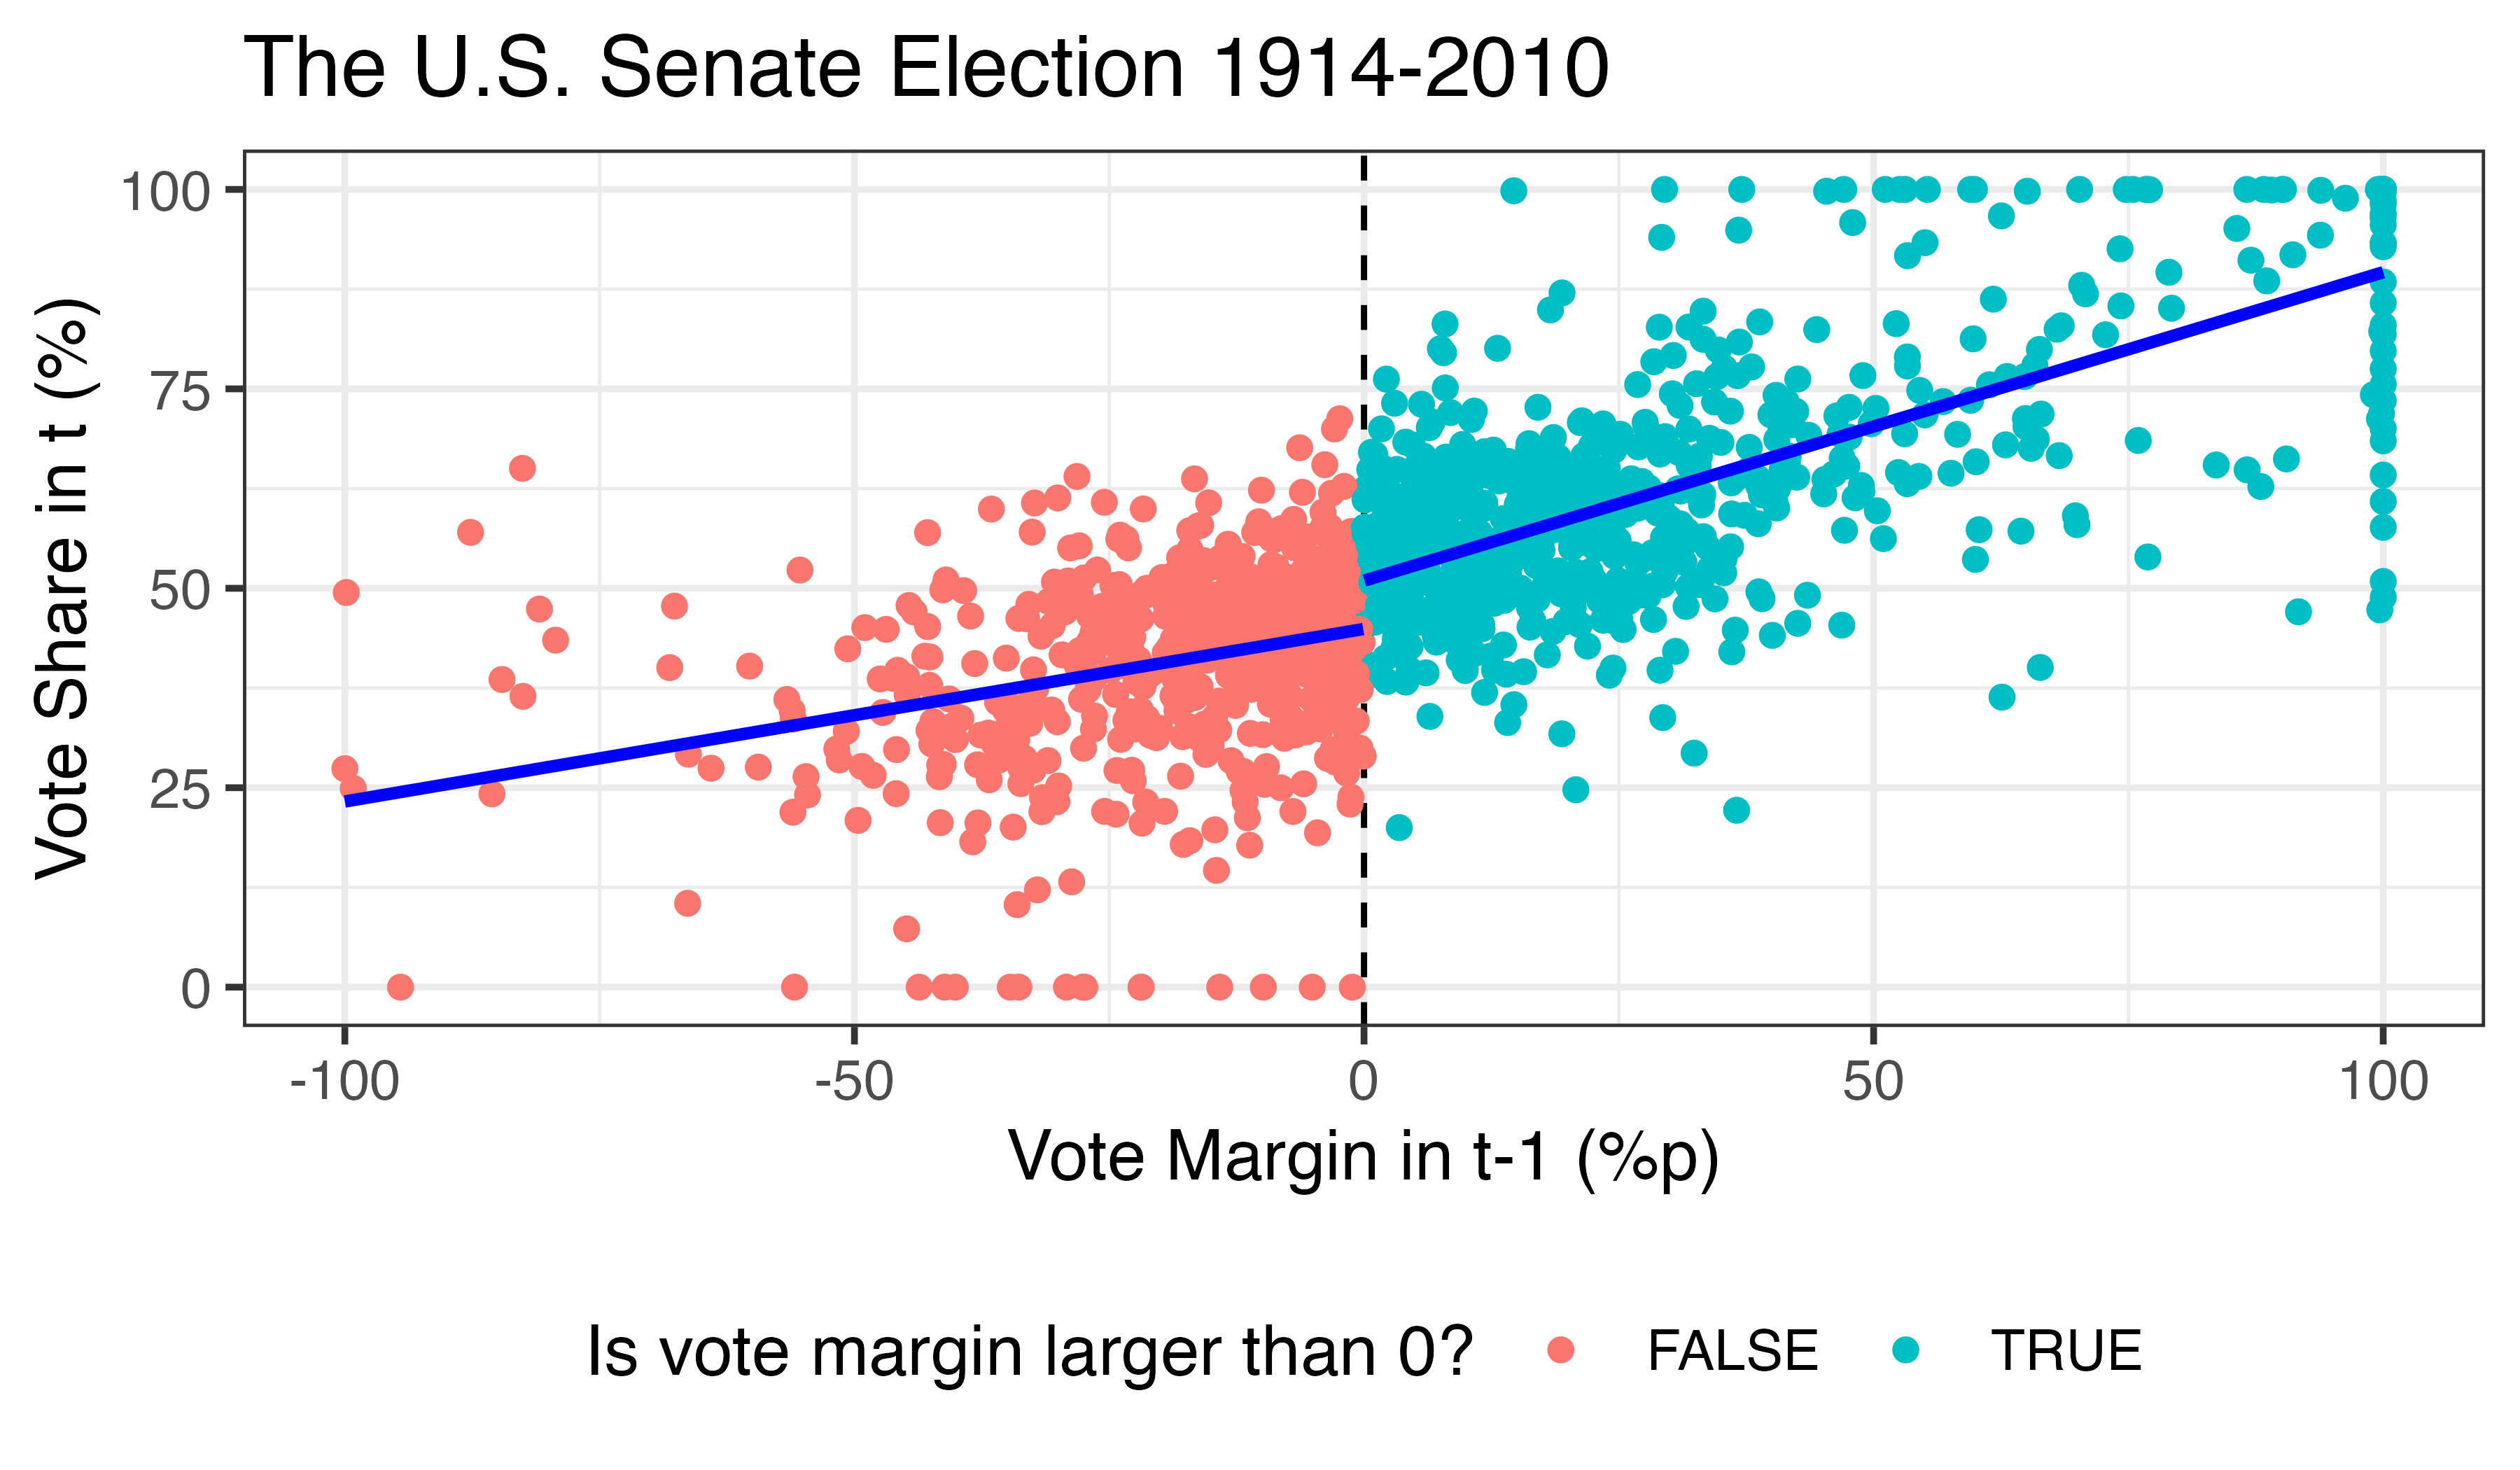 The U.S. Senate Election 1914-2010
Vote Share in t (%)
100
75
50
25
0
-100 -50 0 50 100
Vote Margin in t-1 (%p)
Is vote margin larger than 0? FALSE TRUE